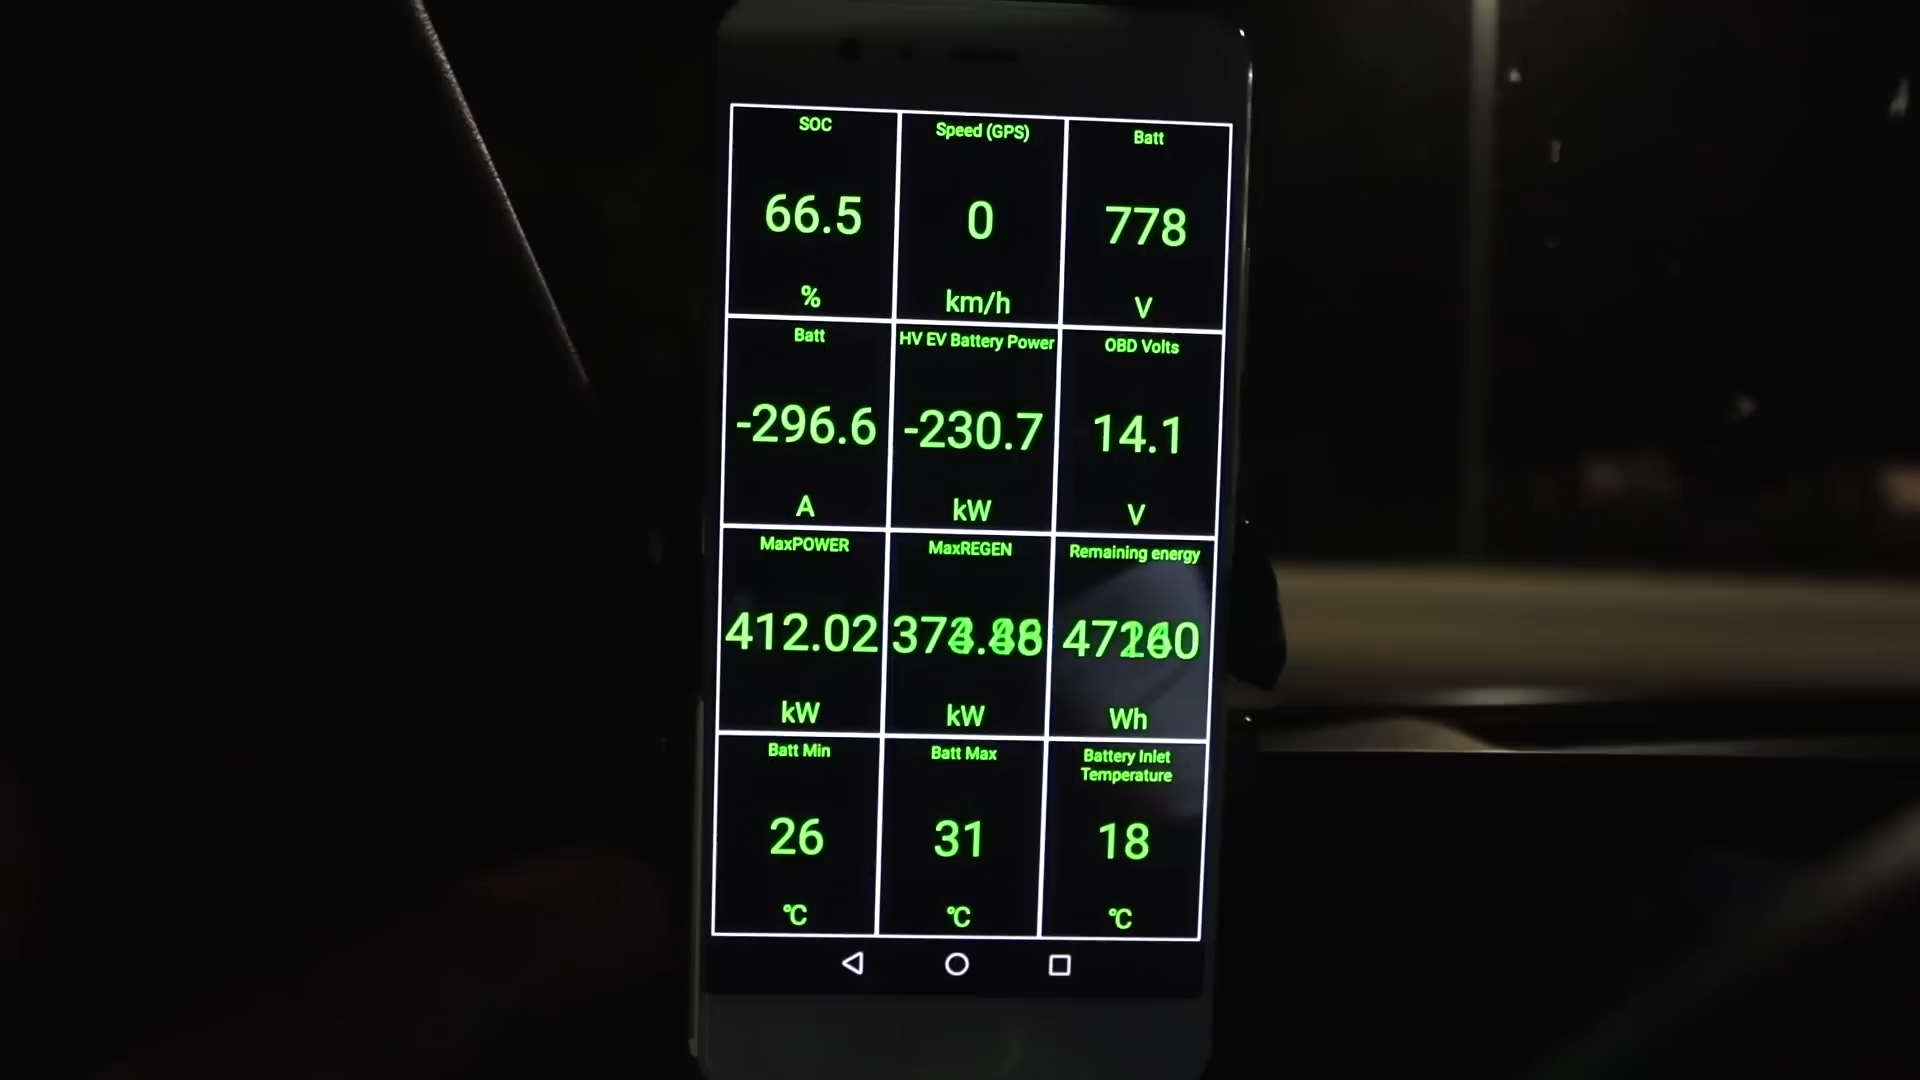 SOC
Speed (GPS)
Batt
66.5
0
778
%
km/h
V
Batt
HV EV Battery Power
OBD Volts
-296.6
-230.7
14.1
A
kW
V
MaxPOWER
MaxREGEN
Remaining energy
412.02
kW
kW
Wh
Batt Min
Batt Max
Battery Inlet
Temperature
26
31
18
°C
°C
°C